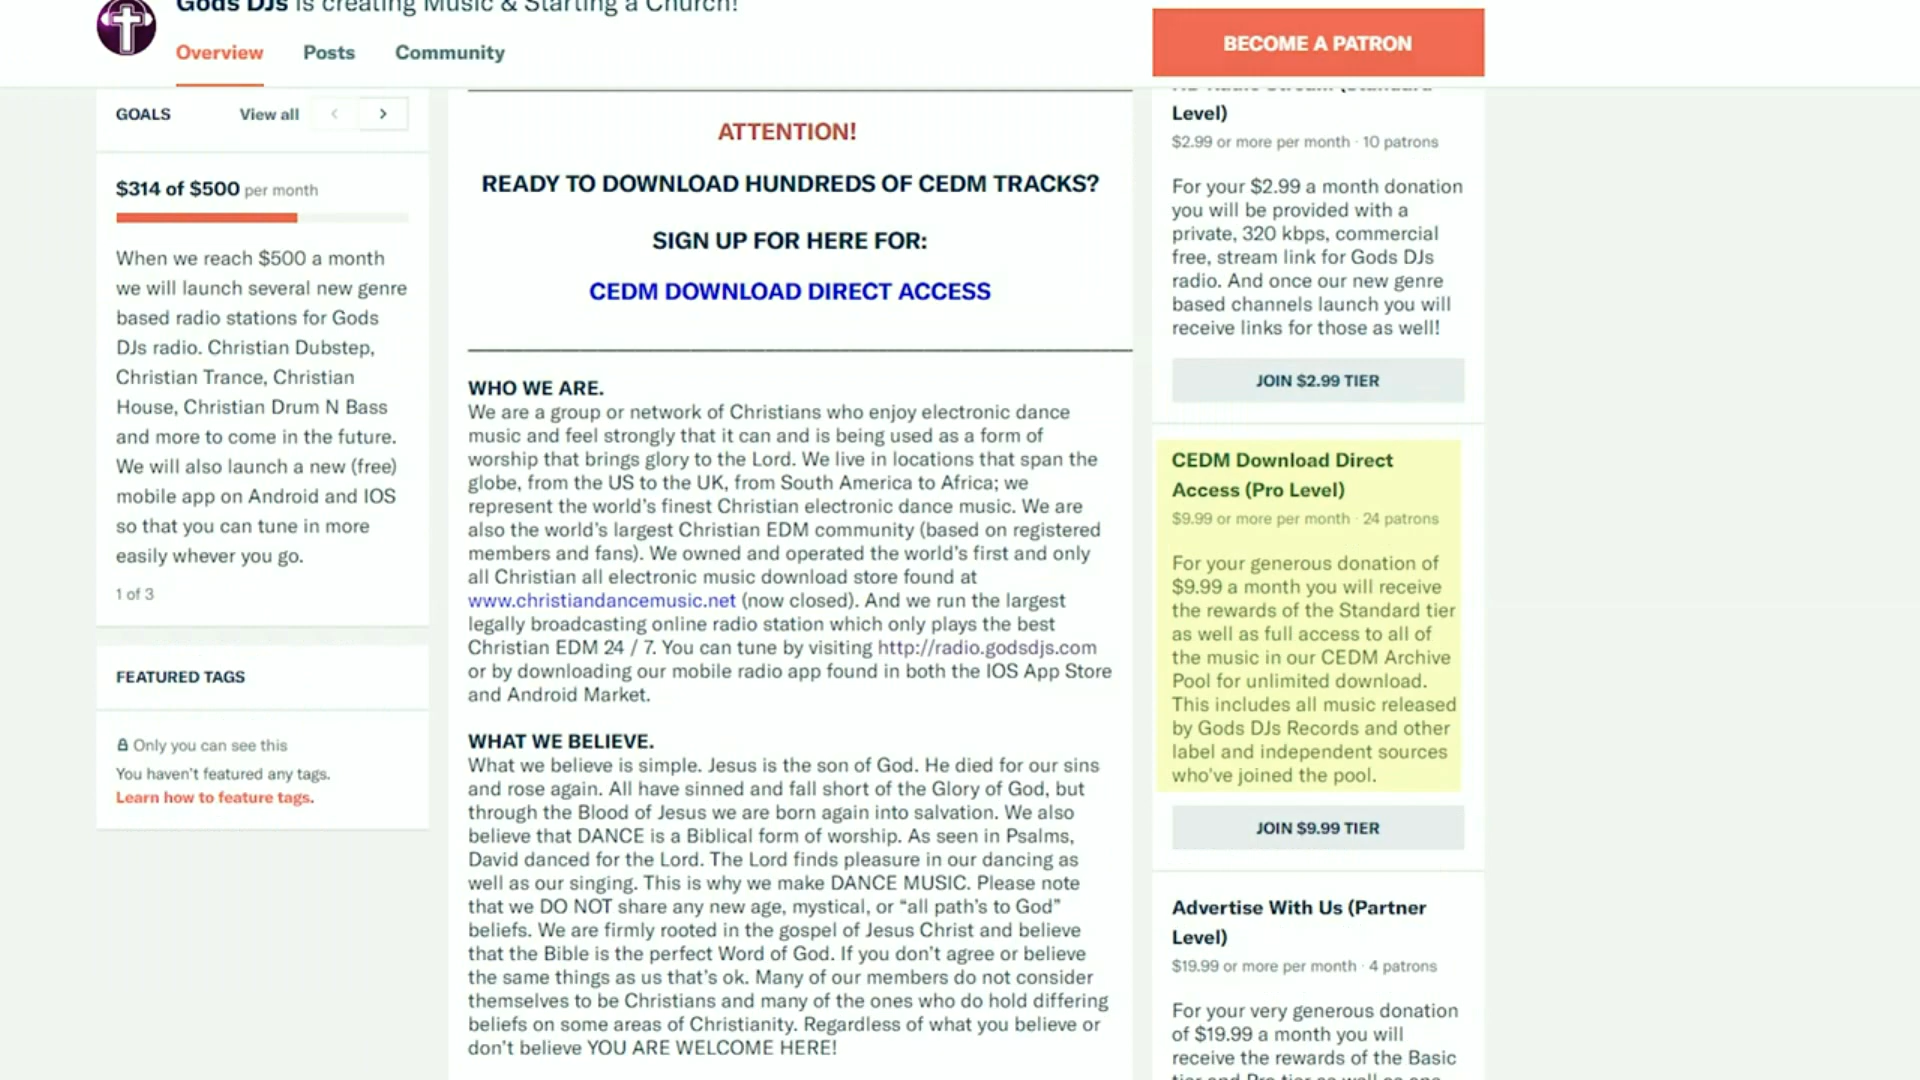 Gods DJs is creating Music & Starting a Church!
Overview
Posts
Community
BECOME A PATRON
GOALS
View all
$314 of $500 per month
When we reach $500 a month
we will launch several new genre
based radio stations for Gods
DJs radio. Christian Dubstep,
Christian Trance, Christian
House, Christian Drum N Bass
and more to come in the future.
We will also launch a new (free)
mobile app on Android and IOS
so that you can tune in more
easily whever you go.
1 of 3
FEATURED TAGS
Only you can see this
You haven't featured any tags.
Learn how to feature tags.
ATTENTION!
READY TO DOWNLOAD HUNDREDS OF CEDM TRACKS?
SIGN UP FOR HERE FOR:
CEDM DOWNLOAD DIRECT ACCESS
WHO WE ARE.
We are a group or network of Christians who enjoy electronic dance
music and feel strongly that it can and is being used as a form of
worship that brings glory to the Lord. We live in locations that span the
globe, from the US to the UK, from South America to Africa; we
represent the world's finest Christian electronic dance music. We are
also the world's largest Christian EDM community (based on registered
members and fans). We owned and operated the world's first and only
all Christian all electronic music download store found at
www.christiandancemusic.net (now closed). And we run the largest
legally broadcasting online radio station which only plays the best
Christian EDM 24 / 7. You can tune by visiting http://radio.godsdjs.com
or by downloading our mobile radio app found in both the IOS App Store
and Android Market.
WHAT WE BELIEVE.
What we believe is simple. Jesus is the son of God. He died for our sins
and rose again. All have sinned and fall short of the Glory of God, but
through the Blood of Jesus we are born again into salvation. We also
believe that DANCE is a Biblical form of worship. As seen in Psalms,
David danced for the Lord. The Lord finds pleasure in our dancing as
well as our singing. This is why we make DANCE MUSIC. Please note
that we DO NOT share any new age, mystical, or “all path's to God”
beliefs. We are firmly rooted in the gospel of Jesus Christ and believe
that the Bible is the perfect Word of God. If you don't agree or believe
the same things as us that's ok. Many of our members do not consider
themselves to be Christians and many of the ones who do hold differing
beliefs on some areas of Christianity. Regardless of what you believe or
don't believe YOU ARE WELCOME HERE!
HD Radio Stream (Standard
Level)
$2.99 or more per month · 10 patrons
For your $2.99 a month donation
you will be provided with a
private, 320 kbps, commercial
free, stream link for Gods DJs
radio. And once our new genre
based channels launch you will
receive links for those as well!
JOIN $2.99 TIER
CEDM Download Direct
Access (Pro Level)
$9.99 or more per month · 24 patrons
For your generous donation of
$9.99 a month you will receive
the rewards of the Standard tier
as well as full access to all of
the music in our CEDM Archive
Pool for unlimited download.
This includes all music released
by Gods DJs Records and other
label and independent sources
who've joined the pool.
JOIN $9.99 TIER
Advertise With Us (Partner
Level)
$19.99 or more per month · 4 patrons
For your very generous donation
of $19.99 a month you will
receive the rewards of the Basic
tier and Pro tier as well as one